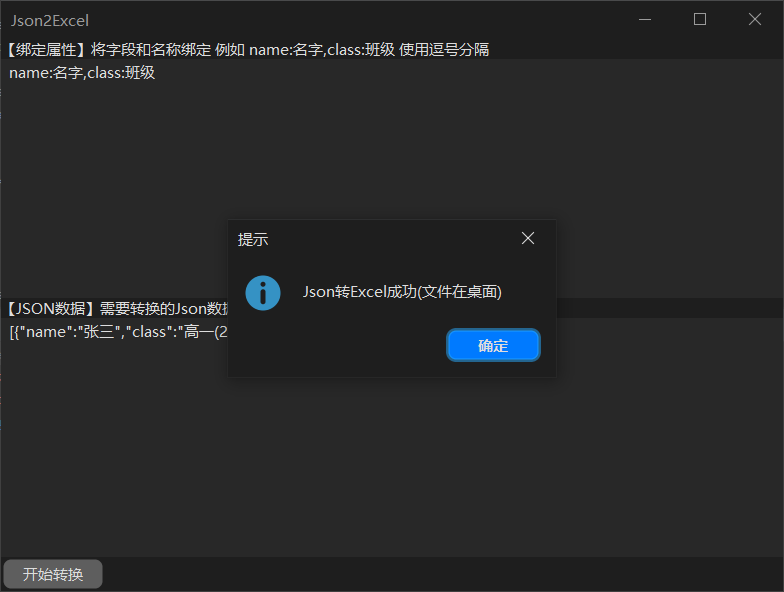 Json2Excel
【绑定属性】将字段和名称绑定 例如 name:名字,class:班级 使用逗号分隔
name:名字,class:班级
提示
Json转Excel成功(文件在桌面)
确定
【JSON数据】需要转换的Json数据
[{"name":"张三","class":"高一(2
开始转换